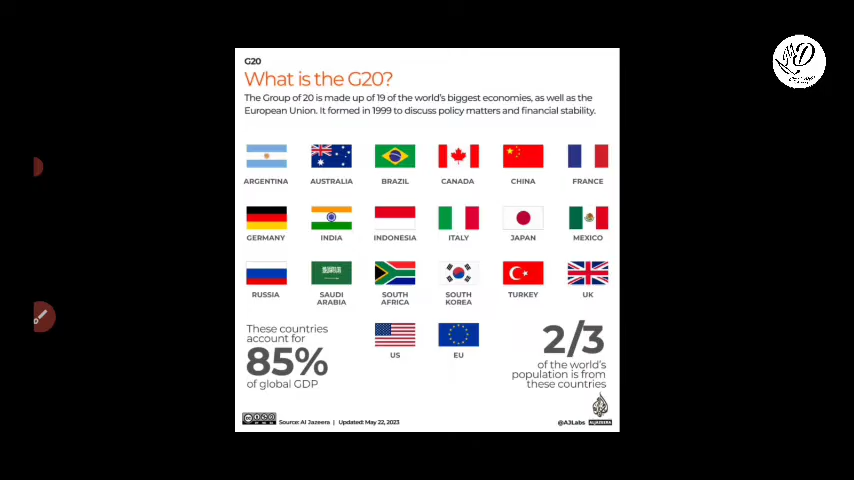 G20
What is the G20?
The Group of 20 is made up of 19 of the world's biggest economies, as well as the
European Union. It formed in 1999 to discuss policy matters and financial stability.
ARGENTINA AUSTRALIA BRAZIL CANADA CHINA FRANCE
GERMANY INDIA INDONESIA ITALY JAPAN MEXICO
RUSSIA SAUDI ARABIA SOUTH AFRICA SOUTH KOREA TURKEY UK
US EU
These countries
account for
85%
of global GDP
2/3
of the world's
population is from
these countries
Source: Al Jazeera | Updated: May 22, 2023
@AJLabs ALJAZEERA